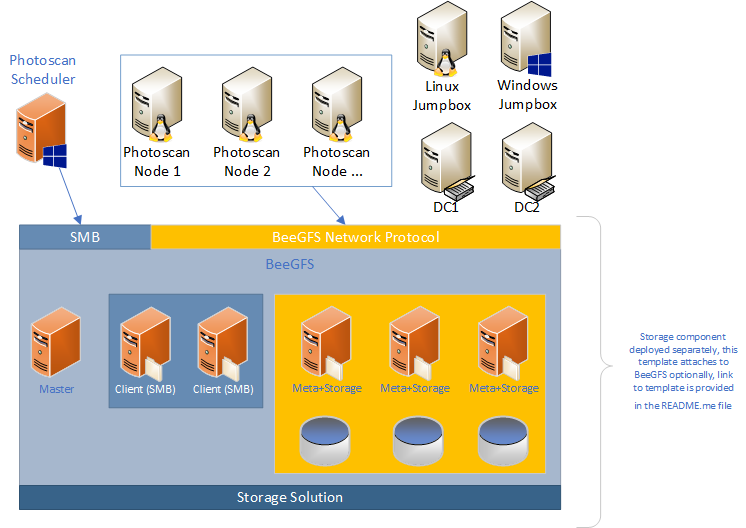 Photoscan
Scheduler
Photoscan
Node 1
Photoscan
Node 2
Photoscan
Node ...
Linux
Jumpbox
Windows
Jumpbox
DC1
DC2
SMB
BeeGFS Network Protocol
BeeGFS
Master
Client (SMB)
Client (SMB)
Meta+Storage
Meta+Storage
Meta+Storage
Storage Solution
Storage component
deployed separately, this
template attaches to
BeeGFS optionally, link
to template is provided
in the README.me file